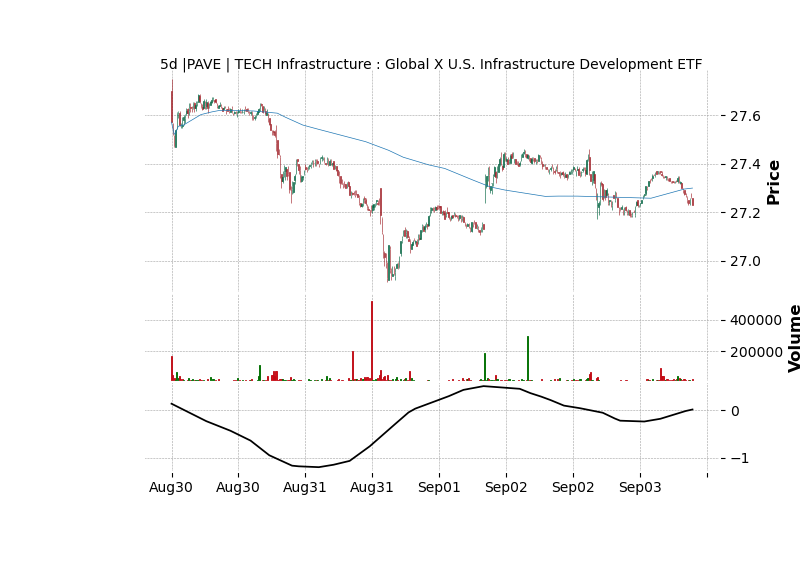 5d |PAVE | TECH Infrastructure : Global X U.S. Infrastructure Development ETF
27.6
27.4
27.2
27.0
Price
400000
200000
Volume
0
−1
Aug30 Aug30 Aug31 Aug31 Sep01 Sep02 Sep02 Sep03